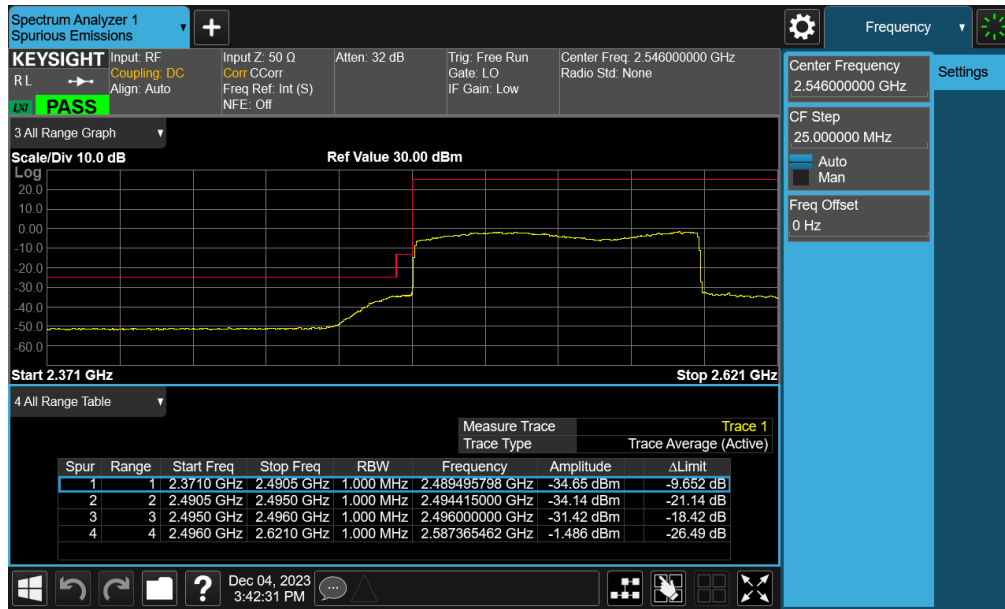 Spectrum Analyzer 1
Spurious Emissions
+
Frequency
KEYSIGHT Input: RF Input Z: 50 Ω Atten: 32 dB Trig: Free Run Center Freq: 2.546000000 GHz
R L Coupling: DC Corr CCorr Gate: LO Radio Std: None
Align: Auto Freq Ref: Int (S) IF Gain: Low
LXI PASS NFE: Off
Center Frequency
2.546000000 GHz
Settings
CF Step
25.000000 MHz
Auto
Man
Freq Offset
0 Hz
3 All Range Graph
Scale/Div 10.0 dB Ref Value 30.00 dBm
Log
20.0
10.0
0.00
-10.0
-20.0
-30.0
-40.0
-50.0
-60.0
Start 2.371 GHz Stop 2.621 GHz
4 All Range Table
Measure Trace Trace 1
Trace Type Trace Average (Active)
Spur Range Start Freq Stop Freq RBW Frequency Amplitude ΔLimit
1 1 2.3710 GHz 2.4905 GHz 1.000 MHz 2.489495798 GHz -34.65 dBm -9.652 dB
2 2 2.4905 GHz 2.4950 GHz 1.000 MHz 2.494415000 GHz -34.14 dBm -21.14 dB
3 3 2.4950 GHz 2.4960 GHz 1.000 MHz 2.496000000 GHz -31.42 dBm -18.42 dB
4 4 2.4960 GHz 2.6210 GHz 1.000 MHz 2.587365462 GHz -1.486 dBm -26.49 dB
? Dec 04, 2023
3:42:31 PM